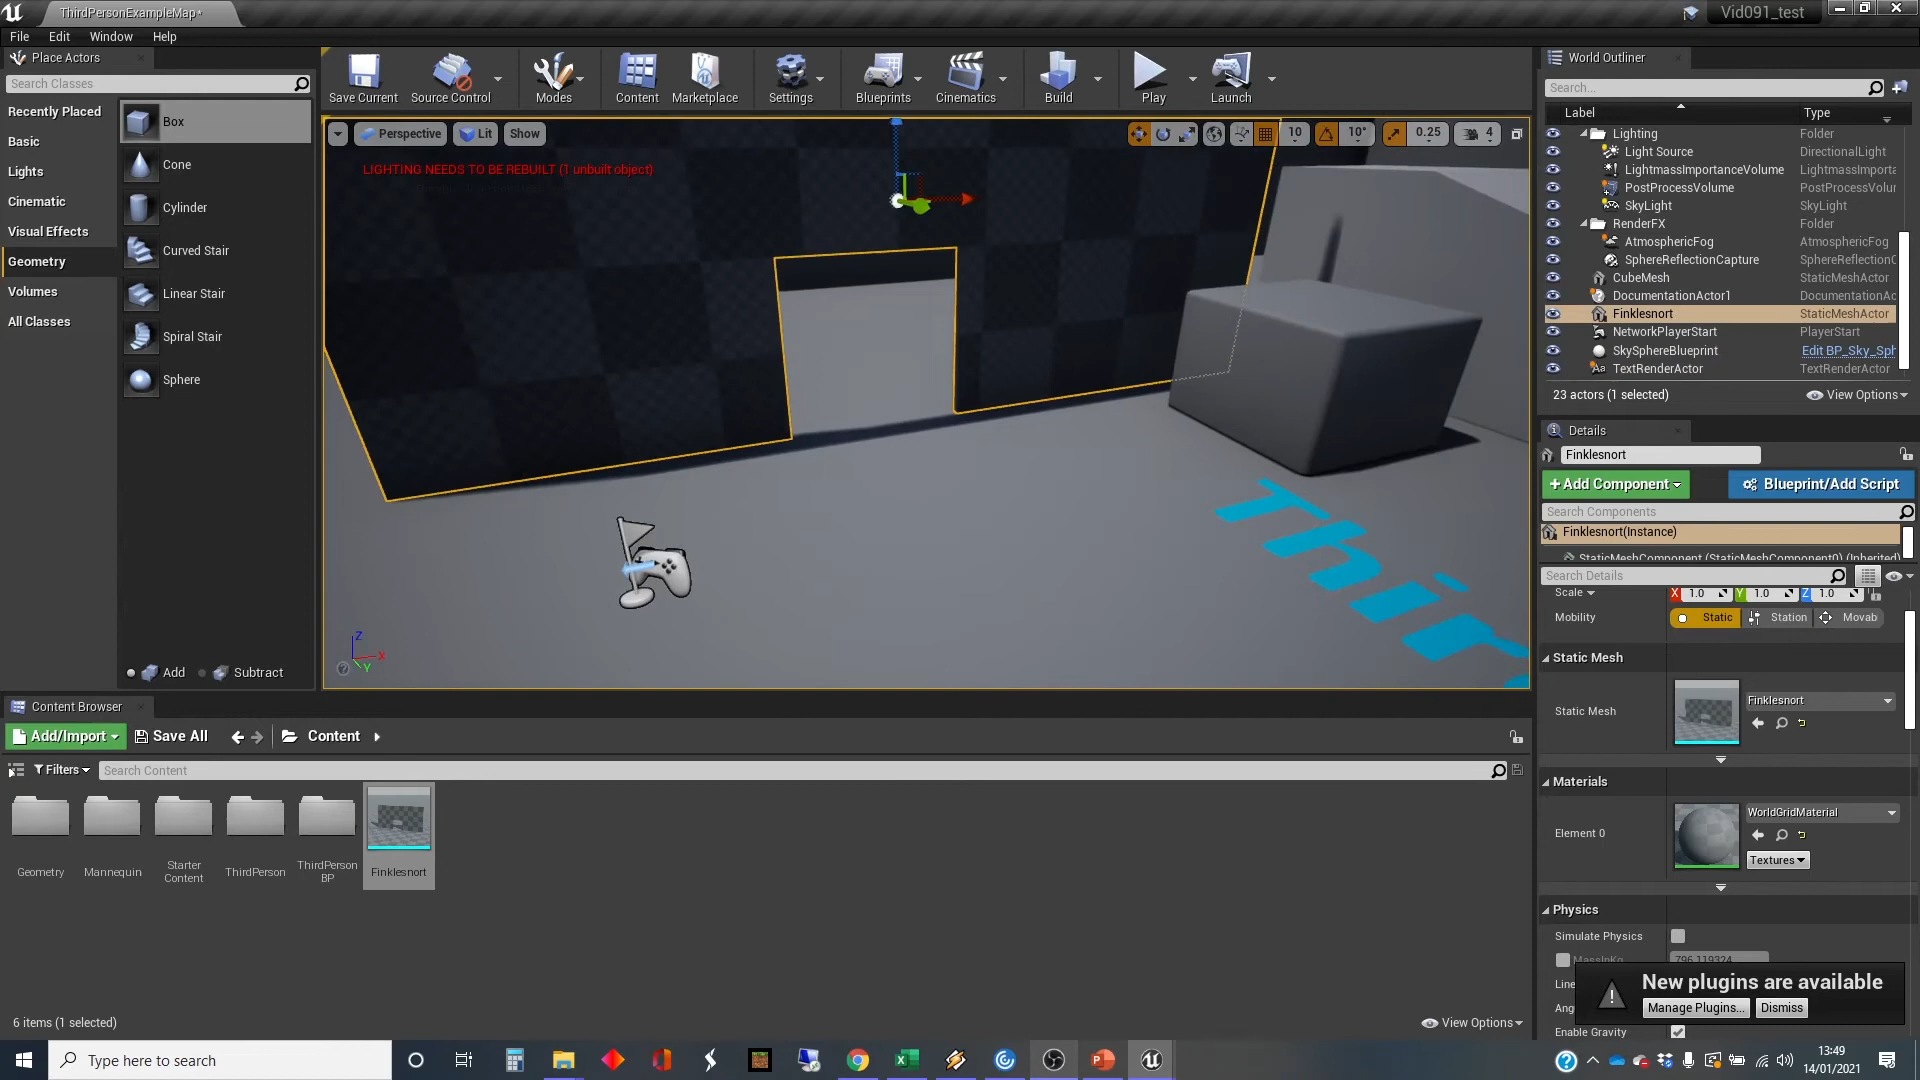 ThirdPersonExampleMap*
Vid091_test
File Edit Window Help
Place Actors
Search Classes
Recently Placed
Basic
Lights
Cinematic
Visual Effects
Geometry
Volumes
All Classes
Box
Cone
Cylinder
Curved Stair
Linear Stair
Spiral Stair
Sphere
Add
Subtract
Save Current
Source Control
Modes
Content
Marketplace
Settings
Blueprints
Cinematics
Build
Play
Launch
Perspective
Lit
Show
10
10°
0.25
4
LIGHTING NEEDS TO BE REBUILT (1 unbuilt object)
Thir
Z
X
Y
World Outliner
Search...
Label Type
Lighting Folder
Light Source DirectionalLight
LightmassImportanceVolume LightmassImporta
PostProcessVolume PostProcessVolur
SkyLight SkyLight
RenderFX Folder
AtmosphericFog AtmosphericFog
SphereReflectionCapture SphereReflectionC
CubeMesh StaticMeshActor
DocumentationActor1 DocumentationAc
Finklesnort StaticMeshActor
NetworkPlayerStart PlayerStart
SkySphereBlueprint Edit BP_Sky_Sph
TextRenderActor TextRenderActor
23 actors (1 selected)
View Options
Details
Finklesnort
+Add Component
Blueprint/Add Script
Search Components
Finklesnort(Instance)
StaticMeshComponent (StaticMeshComponent0) (Inherited)
Search Details
Scale X 1.0 Y 1.0 Z 1.0
Mobility Static Station Movab
Static Mesh
Static Mesh Finklesnort
Materials
Element 0 WorldGridMaterial
Textures
Physics
Simulate Physics
MassInKg 796.119324
Line
Ang
Enable Gravity
New plugins are available
Manage Plugins... Dismiss
Content Browser
Add/Import Save All Content
Filters Search Content
Geometry
Mannequin
Starter Content
ThirdPerson
ThirdPerson BP
Finklesnort
6 items (1 selected)
View Options
Type here to search
13:49
14/01/2021